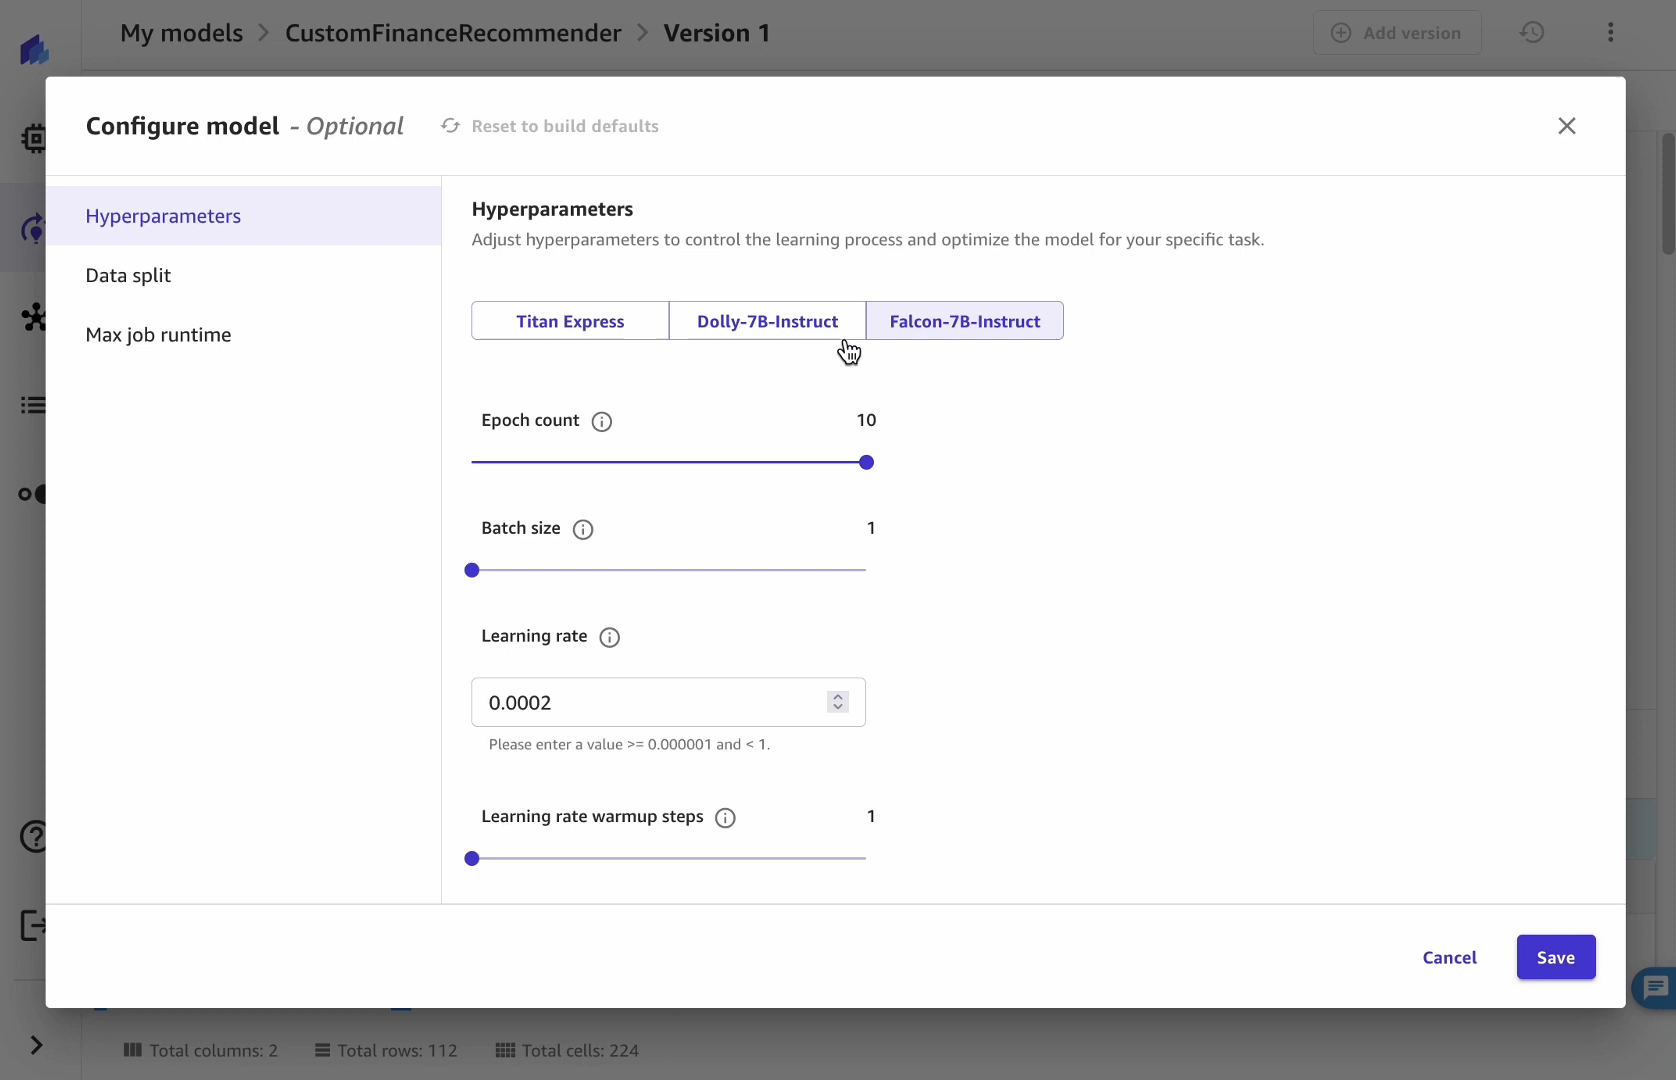 My models > CustomFinanceRecommender > Version 1
Add version
Configure model - Optional
Reset to build defaults
Hyperparameters
Data split
Max job runtime
Hyperparameters
Adjust hyperparameters to control the learning process and optimize the model for your specific task.
Titan Express
Dolly-7B-Instruct
Falcon-7B-Instruct
Epoch count
10
Batch size
1
Learning rate
0.0002
Please enter a value >= 0.000001 and < 1.
Learning rate warmup steps
1
Cancel
Save
Total columns: 2
Total rows: 112
Total cells: 224